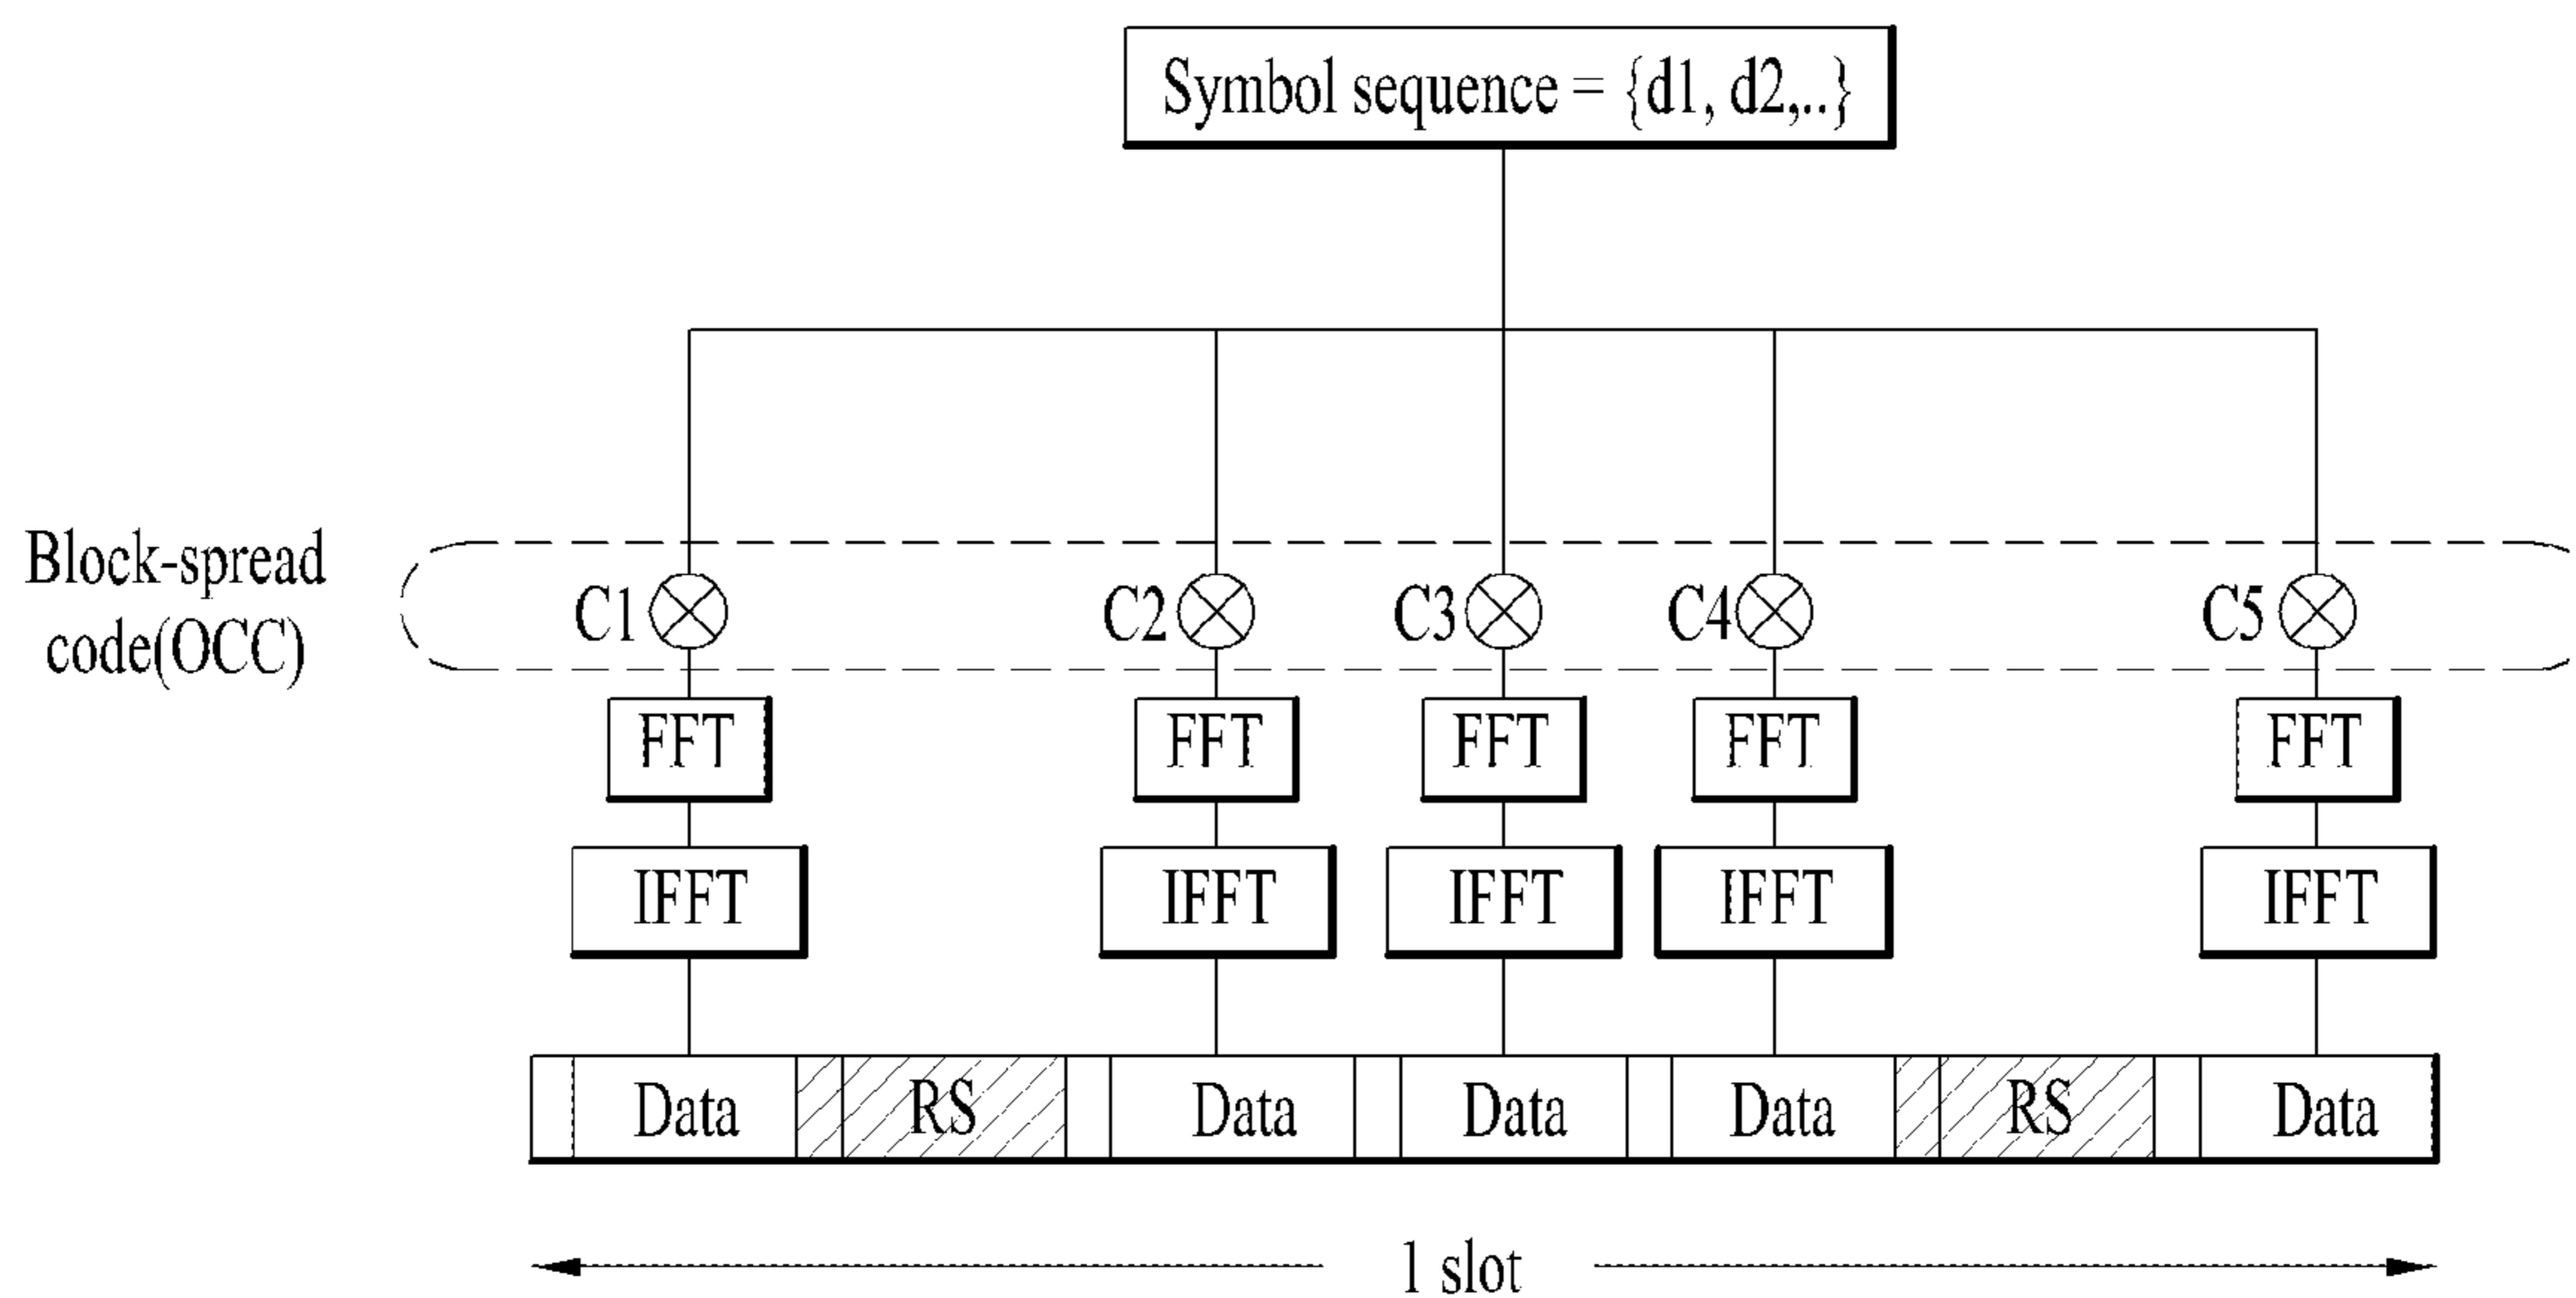 Symbol sequence = {d1, d2,..}
Block-spread
code(OCC)
C1 C2 C3 C4 C5
FFT FFT FFT FFT FFT
IFFT IFFT IFFT IFFT IFFT
Data RS Data Data Data RS Data
1 slot